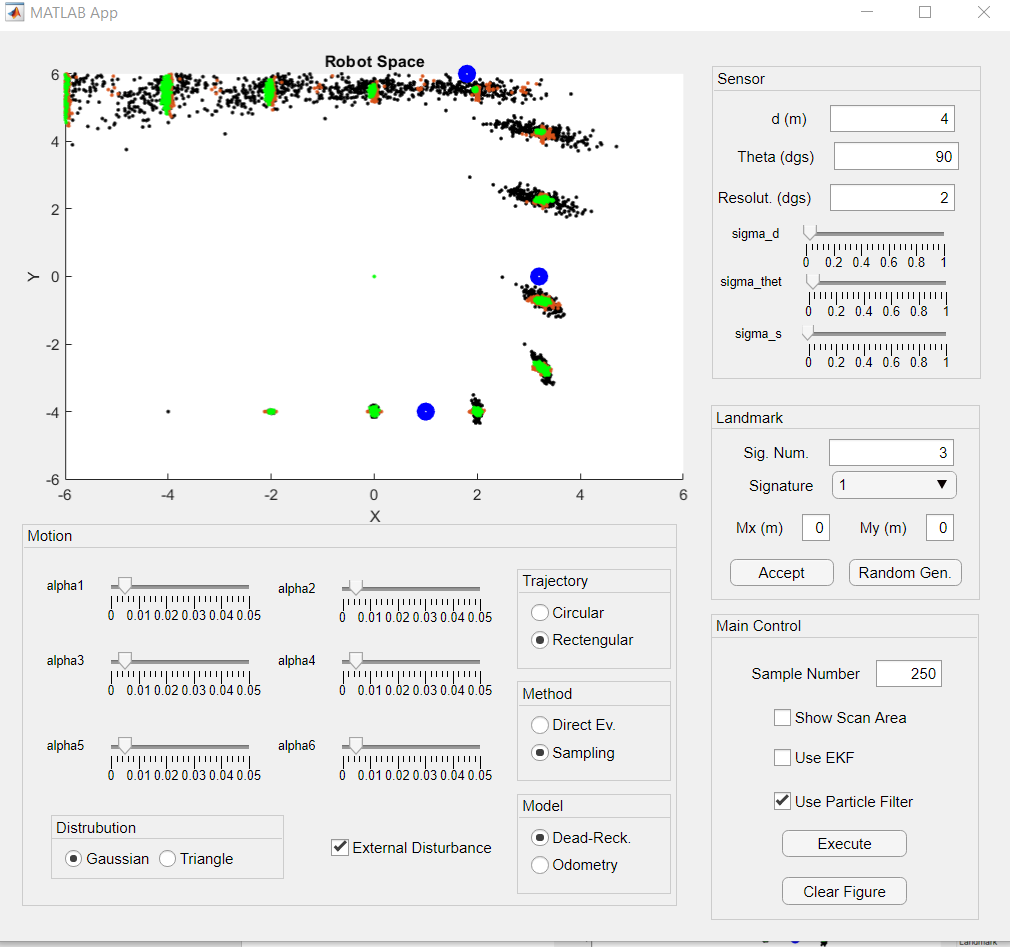 MATLAB App
Robot Space
6
4
2
0
-2
-4
-6
Y
-6 -4 -2 0 2 4 6
X
Sensor
d (m) 4
Theta (dgs) 90
Resolut. (dgs) 2
sigma_d
0 0.2 0.4 0.6 0.8 1
sigma_thet
0 0.2 0.4 0.6 0.8 1
sigma_s
0 0.2 0.4 0.6 0.8 1
Landmark
Sig. Num. 3
Signature 1
Mx (m) 0 My (m) 0
Accept Random Gen.
Motion
alpha1
0 0.01 0.02 0.03 0.04 0.05
alpha2
0 0.01 0.02 0.03 0.04 0.05
alpha3
0 0.01 0.02 0.03 0.04 0.05
alpha4
0 0.01 0.02 0.03 0.04 0.05
alpha5
0 0.01 0.02 0.03 0.04 0.05
alpha6
0 0.01 0.02 0.03 0.04 0.05
Distrubution
Gaussian Triangle
External Disturbance
Trajectory
Circular
Rectengular
Method
Direct Ev.
Sampling
Model
Dead-Reck.
Odometry
Main Control
Sample Number 250
Show Scan Area
Use EKF
Use Particle Filter
Execute
Clear Figure